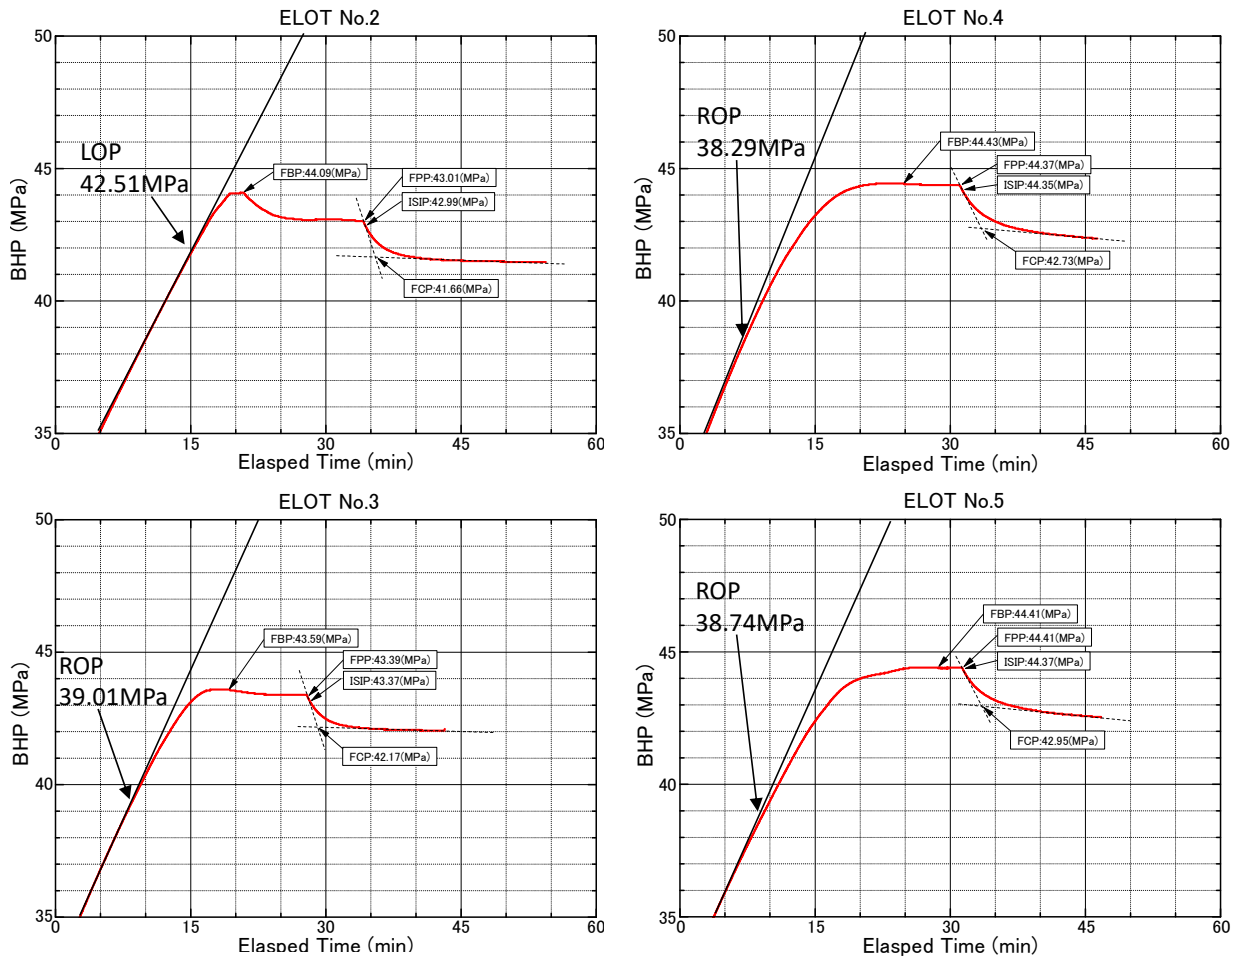 ELOT No.2
50
45
40
35
BHP (MPa)
LOP
42.51MPa
FBP:44.09(MPa)
FPP:43.01(MPa)
ISIP:42.99(MPa)
FCP:41.66(MPa)
0 15 30 45 60
Elasped Time (min)
ELOT No.4
50
45
40
35
BHP (MPa)
ROP
38.29MPa
FBP:44.43(MPa)
FPP:44.37(MPa)
ISIP:44.35(MPa)
FCP:42.73(MPa)
0 15 30 45 60
Elasped Time (min)
ELOT No.3
50
45
40
35
BHP (MPa)
ROP
39.01MPa
FBP:43.59(MPa)
FPP:43.39(MPa)
ISIP:43.37(MPa)
FCP:42.17(MPa)
0 15 30 45 60
Elasped Time (min)
ELOT No.5
50
45
40
35
BHP (MPa)
ROP
38.74MPa
FBP:44.41(MPa)
FPP:44.41(MPa)
ISIP:44.37(MPa)
FCP:42.95(MPa)
0 15 30 45 60
Elasped Time (min)